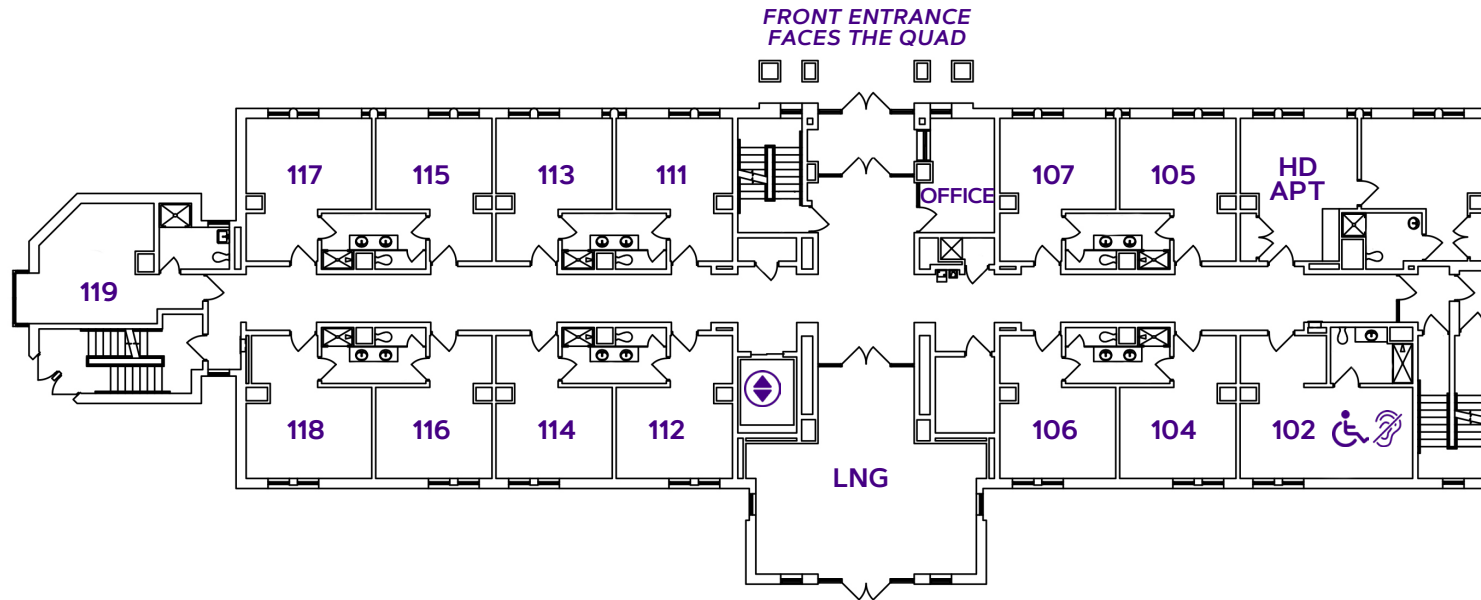 FRONT ENTRANCE
FACES THE QUAD
117
115
113
111
OFFICE
107
105
HD
APT
119
118
116
114
112
LNG
106
104
102